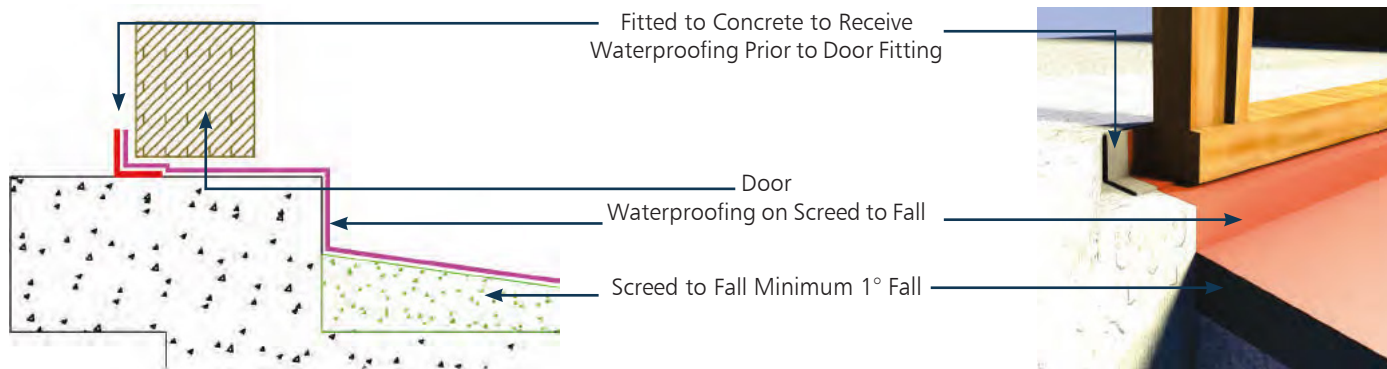 Fitted to Concrete to Receive
Waterproofing Prior to Door Fitting
Door
Waterproofing on Screed to Fall
Screed to Fall Minimum 1° Fall